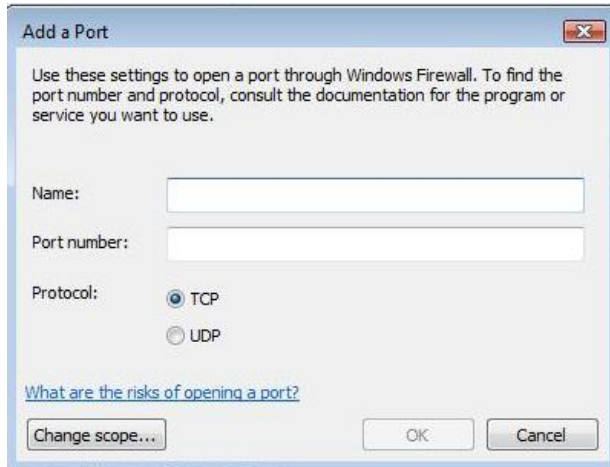 Add a Port
Use these settings to open a port through Windows Firewall. To find the
port number and protocol, consult the documentation for the program or
service you want to use.
Name:
Port number:
Protocol:
TCP
UDP
What are the risks of opening a port?
Change scope...
OK
Cancel